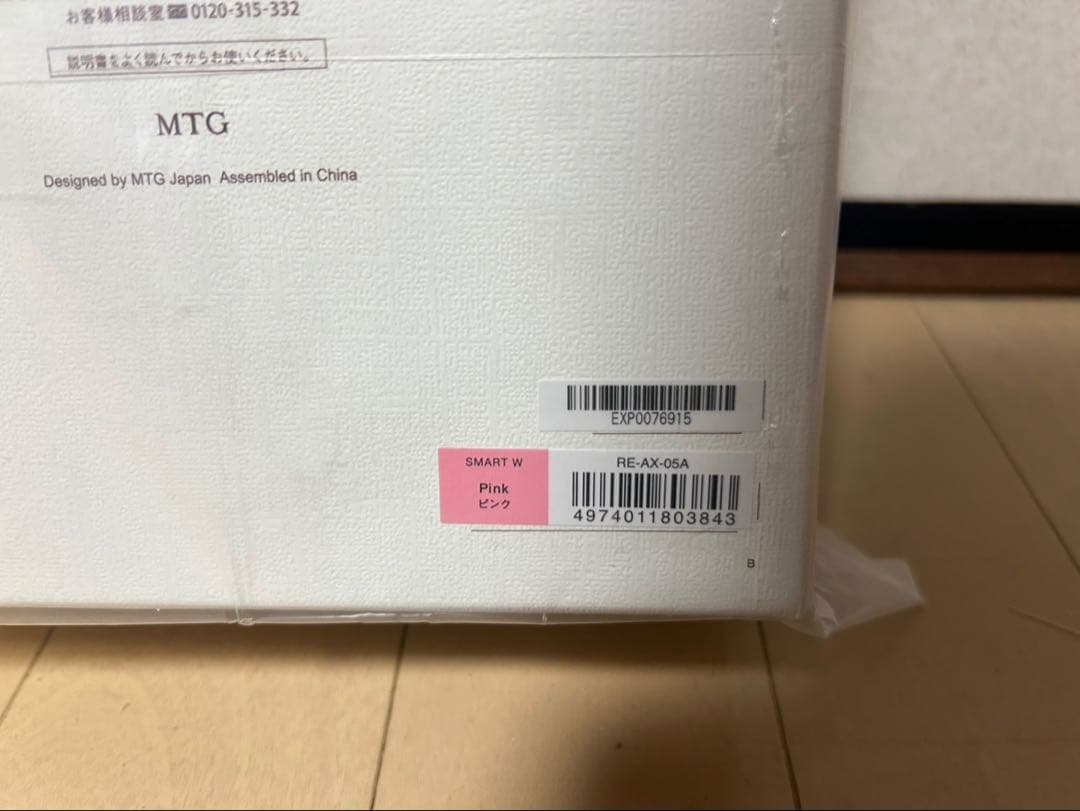 お客様相談室☎0120-315-332
説明書をよく読んでからお使いください。
MTG
Designed by MTG Japan Assembled in China
EXP0076915
SMART W
Pink
ピンク
RE-AX-05A
4974011803843
B